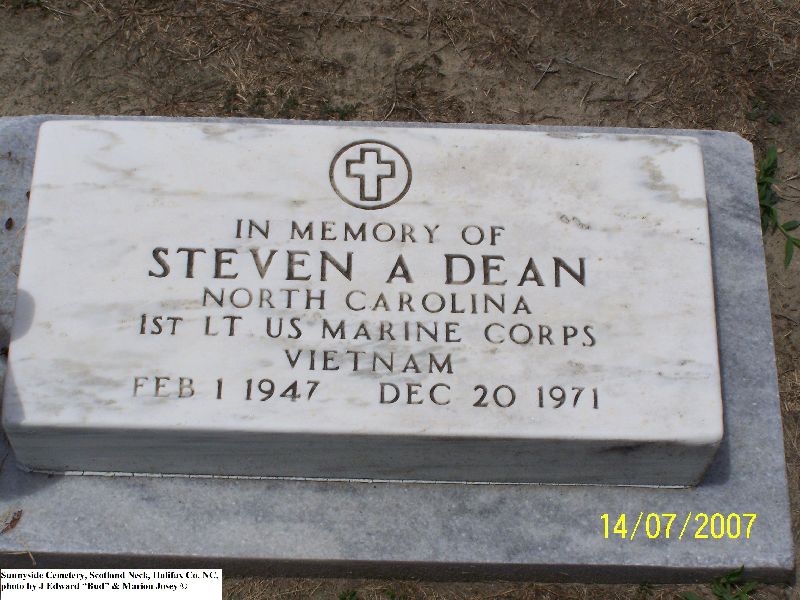 IN MEMORY OF
STEVEN A DEAN
NORTH CAROLINA
1ST LT US MARINE CORPS
VIETNAM
FEB 1 1947 DEC 20 1971
14/07/2007
Sunnyside Cemetery, Scotland Neck, Halifax Co. NC,
photo by J Edward "Bud" & Marion Josey ©